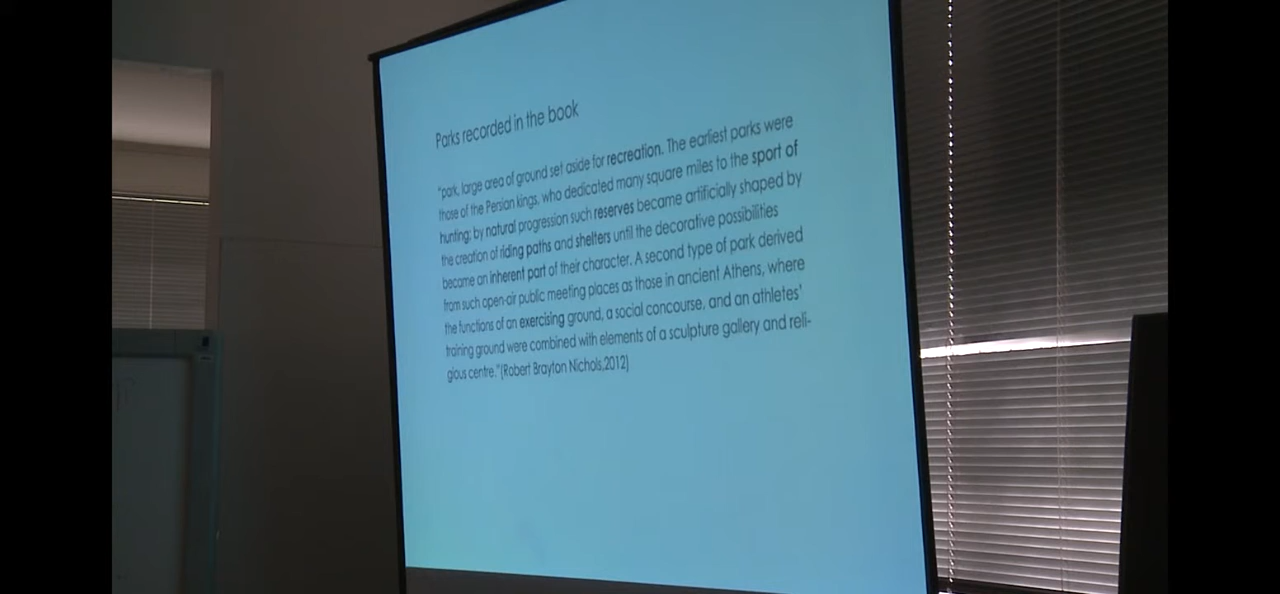 Parks recorded in the book
"park, large area of ground set aside for recreation. The earliest parks were
those of the Persian kings, who dedicated many square miles to the sport of
hunting; by natural progression such reserves became artificially shaped by
the creation of riding paths and shelters until the decorative possibilities
became an inherent part of their character. A second type of park derived
from such open-air public meeting places as those in ancient Athens, where
the functions of an exercising ground, a social concourse, and an athletes'
training ground were combined with elements of a sculpture gallery and reli-
gious centre."(Robert Brayton Nichols,2012)